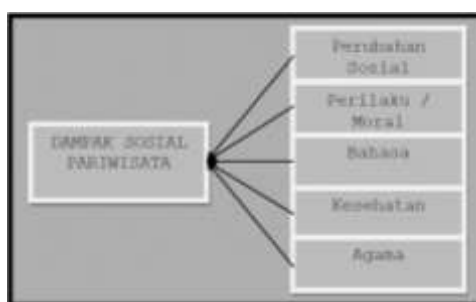 DAMPAK SOSIAL
PARIWISATA
Perubahan
Sosial
Perilaku /
Moral
Bahasa
Kesehatan
Agama